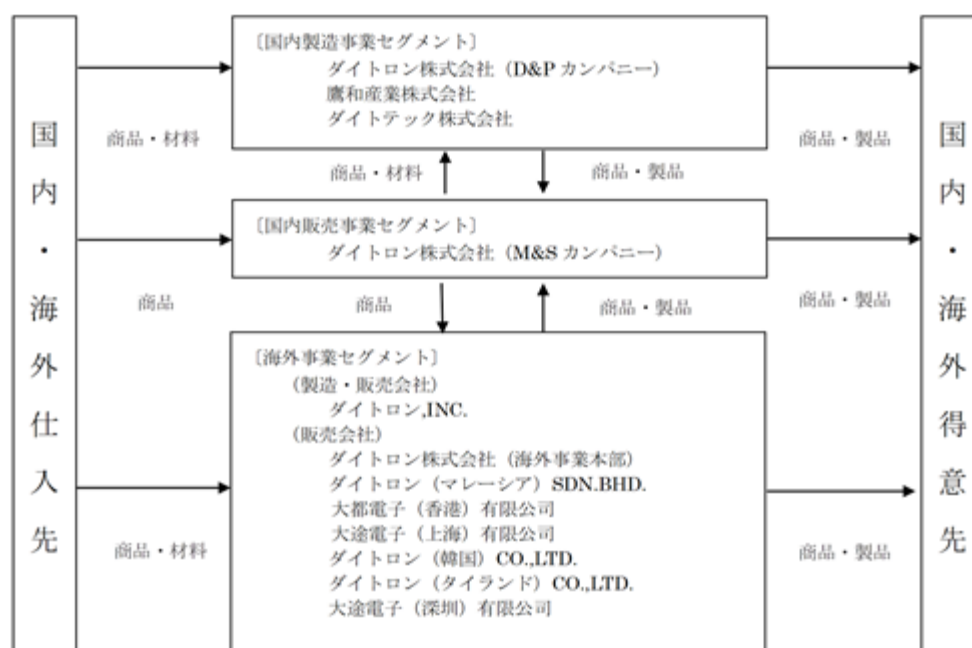 国内・海外仕入先
〔国内製造事業セグメント〕
ダイトロン株式会社（D&Pカンパニー）
鷹和産業株式会社
ダイトテック株式会社
商品・材料
商品・製品
商品・材料
商品・製品
〔国内販売事業セグメント〕
ダイトロン株式会社（M&Sカンパニー）
商品
商品・製品
商品
商品・製品
〔海外事業セグメント〕
（製造・販売会社）
ダイトロン,INC.
（販売会社）
ダイトロン株式会社（海外事業本部）
ダイトロン（マレーシア）SDN.BHD.
大都電子（香港）有限公司
大途電子（上海）有限公司
ダイトロン（韓国）CO.,LTD.
ダイトロン（タイランド）CO.,LTD.
大途電子（深圳）有限公司
商品・材料
商品・製品
国内・海外得意先